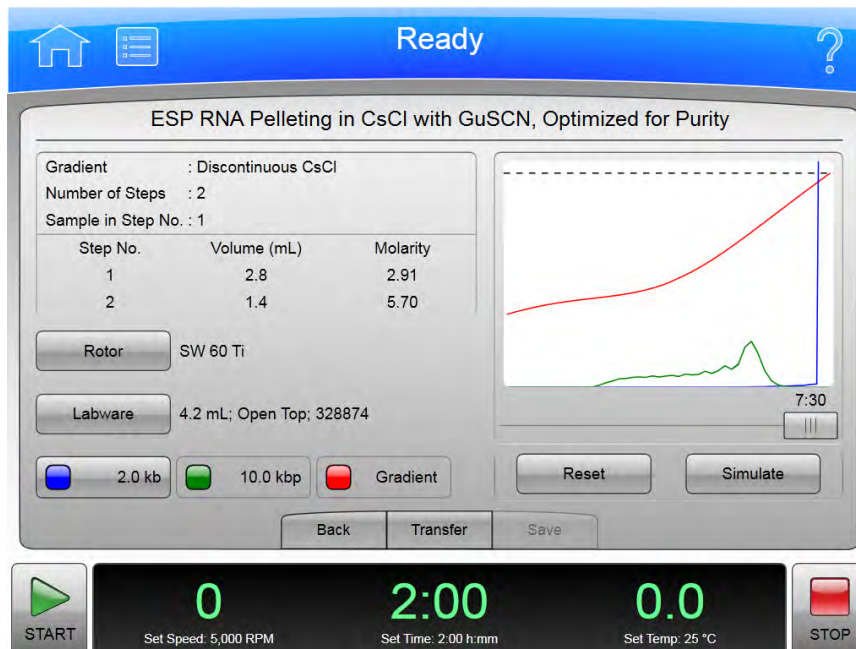 Ready
?
ESP RNA Pelleting in CsCl with GuSCN, Optimized for Purity
Gradient : Discontinuous CsCl
Number of Steps : 2
Sample in Step No. : 1
Step No. Volume (mL) Molarity
1 2.8 2.91
2 1.4 5.70
Rotor SW 60 Ti
Labware 4.2 mL; Open Top; 328874
7:30
2.0 kb 10.0 kbp Gradient
Reset Simulate
Back Transfer Save
0 2:00 0.0
START Set Speed: 5,000 RPM Set Time: 2:00 h:mm Set Temp: 25 °C STOP